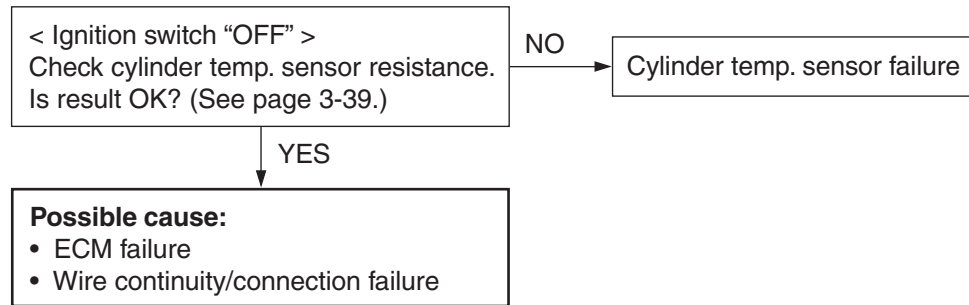 < Ignition switch “OFF” >
Check cylinder temp. sensor resistance.
Is result OK? (See page 3-39.)
NO
Cylinder temp. sensor failure
YES
Possible cause:
• ECM failure
• Wire continuity/connection failure